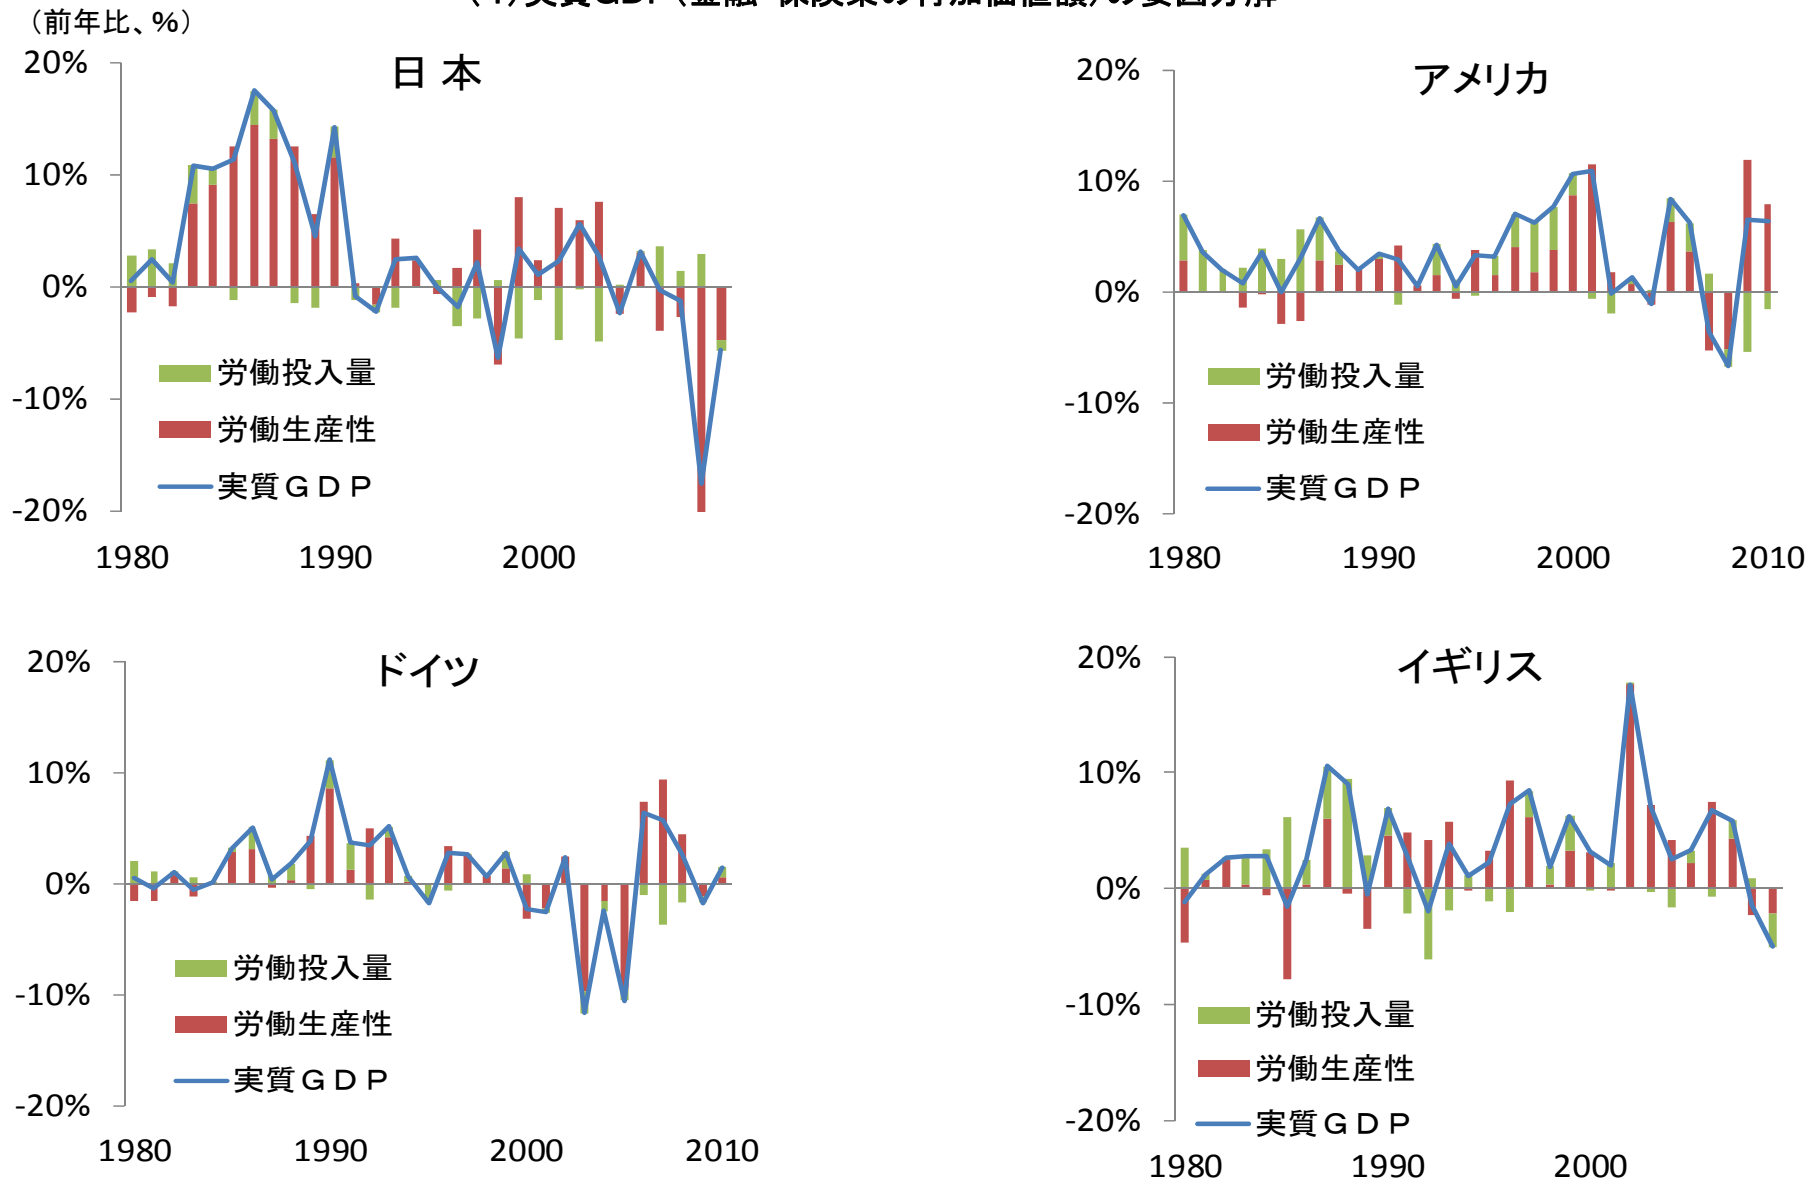 (前年比、%)
日 本
20%
10%
0%
-10%
-20%
労働投入量
労働生産性
実質ＧＤＰ
1980
1990
2000
アメリカ
20%
10%
0%
-10%
-20%
労働投入量
労働生産性
実質ＧＤＰ
1980
1990
2000
2010
ドイツ
20%
10%
0%
-10%
-20%
労働投入量
労働生産性
実質ＧＤＰ
1980
1990
2000
2010
イギリス
20%
10%
0%
-10%
-20%
労働投入量
労働生産性
実質ＧＤＰ
1980
1990
2000